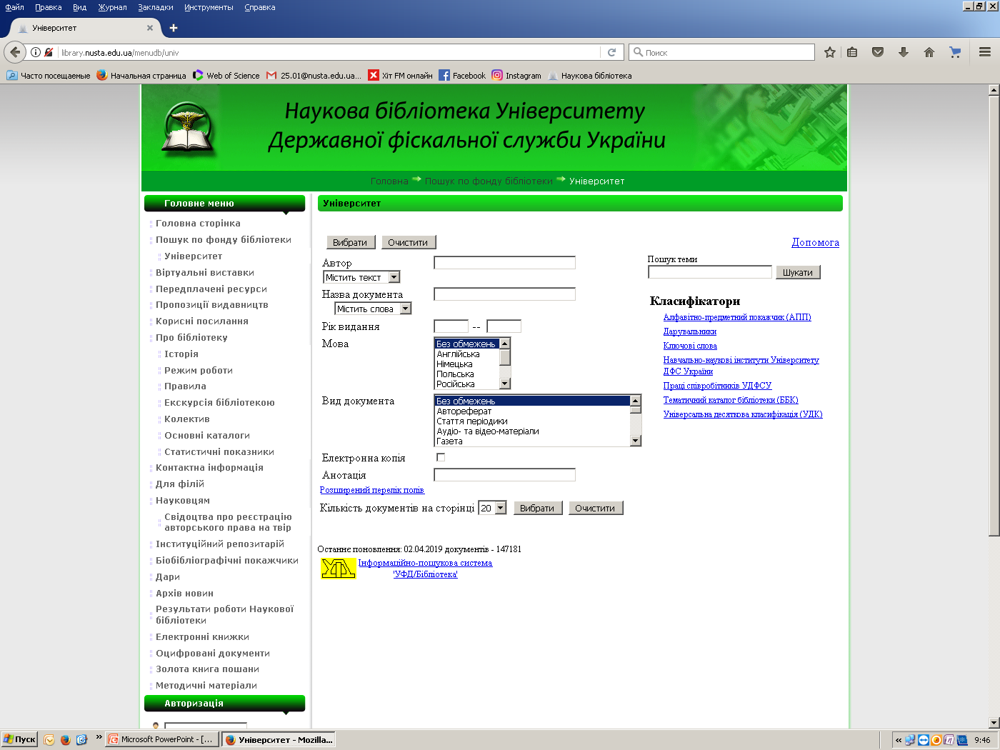 Файл Правка Вид Журнал Закладки Инструменты Справка
Університет
library.nusta.edu.ua/menudb/univ
Поиск
Часто посещаемые Начальная страница Web of Science 25.01@nusta.edu.ua... Хіт FM онлайн Facebook Instagram Наукова бібліотека
Наукова бібліотека Університету
Державної фіскальної служби України
Головна Пошук по фонду бібліотеки Університет
Головне меню
Головна сторінка
Пошук по фонду бібліотеки
Університет
Віртуальні виставки
Передплачені ресурси
Пропозиції видавництв
Корисні посилання
Про бібліотеку
Історія
Режим роботи
Правила
Екскурсія бібліотекою
Колектив
Основні каталоги
Статистичні показники
Контактна інформація
Для філій
Науковцям
Свідоцтва про реєстрацію
авторського права на твір
Інституційний репозитарій
Біобібліографічні покажчики
Дари
Архів новин
Результати роботи Наукової
бібліотеки
Електронні книжки
Оцифровані документи
Золота книга пошани
Методичні матеріали
Авторизація
Університет
Вибрати Очистити Допомога
Автор
Містить текст
Назва документа
Містить слова
Рік видання --
Мова
Без обмежень
Англійська
Німецька
Польська
Російська
Вид документа
Без обмежень
Автореферат
Стаття періодики
Аудіо- та відео-матеріали
Газета
Електронна копія
Анотація
Розширений перелік полів
Кількість документів на сторінці 20 Вибрати Очистити
Пошук теми
Шукати
Класифікатори
Алфавітно-предметний покажчик (АПП)
Дарувальники
Ключові слова
Навчально-наукові інститути Університету
ДФС України
Праці співробітників УДФСУ
Тематичний каталог бібліотеки (ББК)
Універсальна десяткова класифікація (УДК)
Останнє поновлення: 02.04.2019 документів - 147181
УФД
Інформаційно-пошукова система
'УФД/Бібліотека'
Пуск » Microsoft PowerPoint - [... Університет - Mozilla... « 9:46